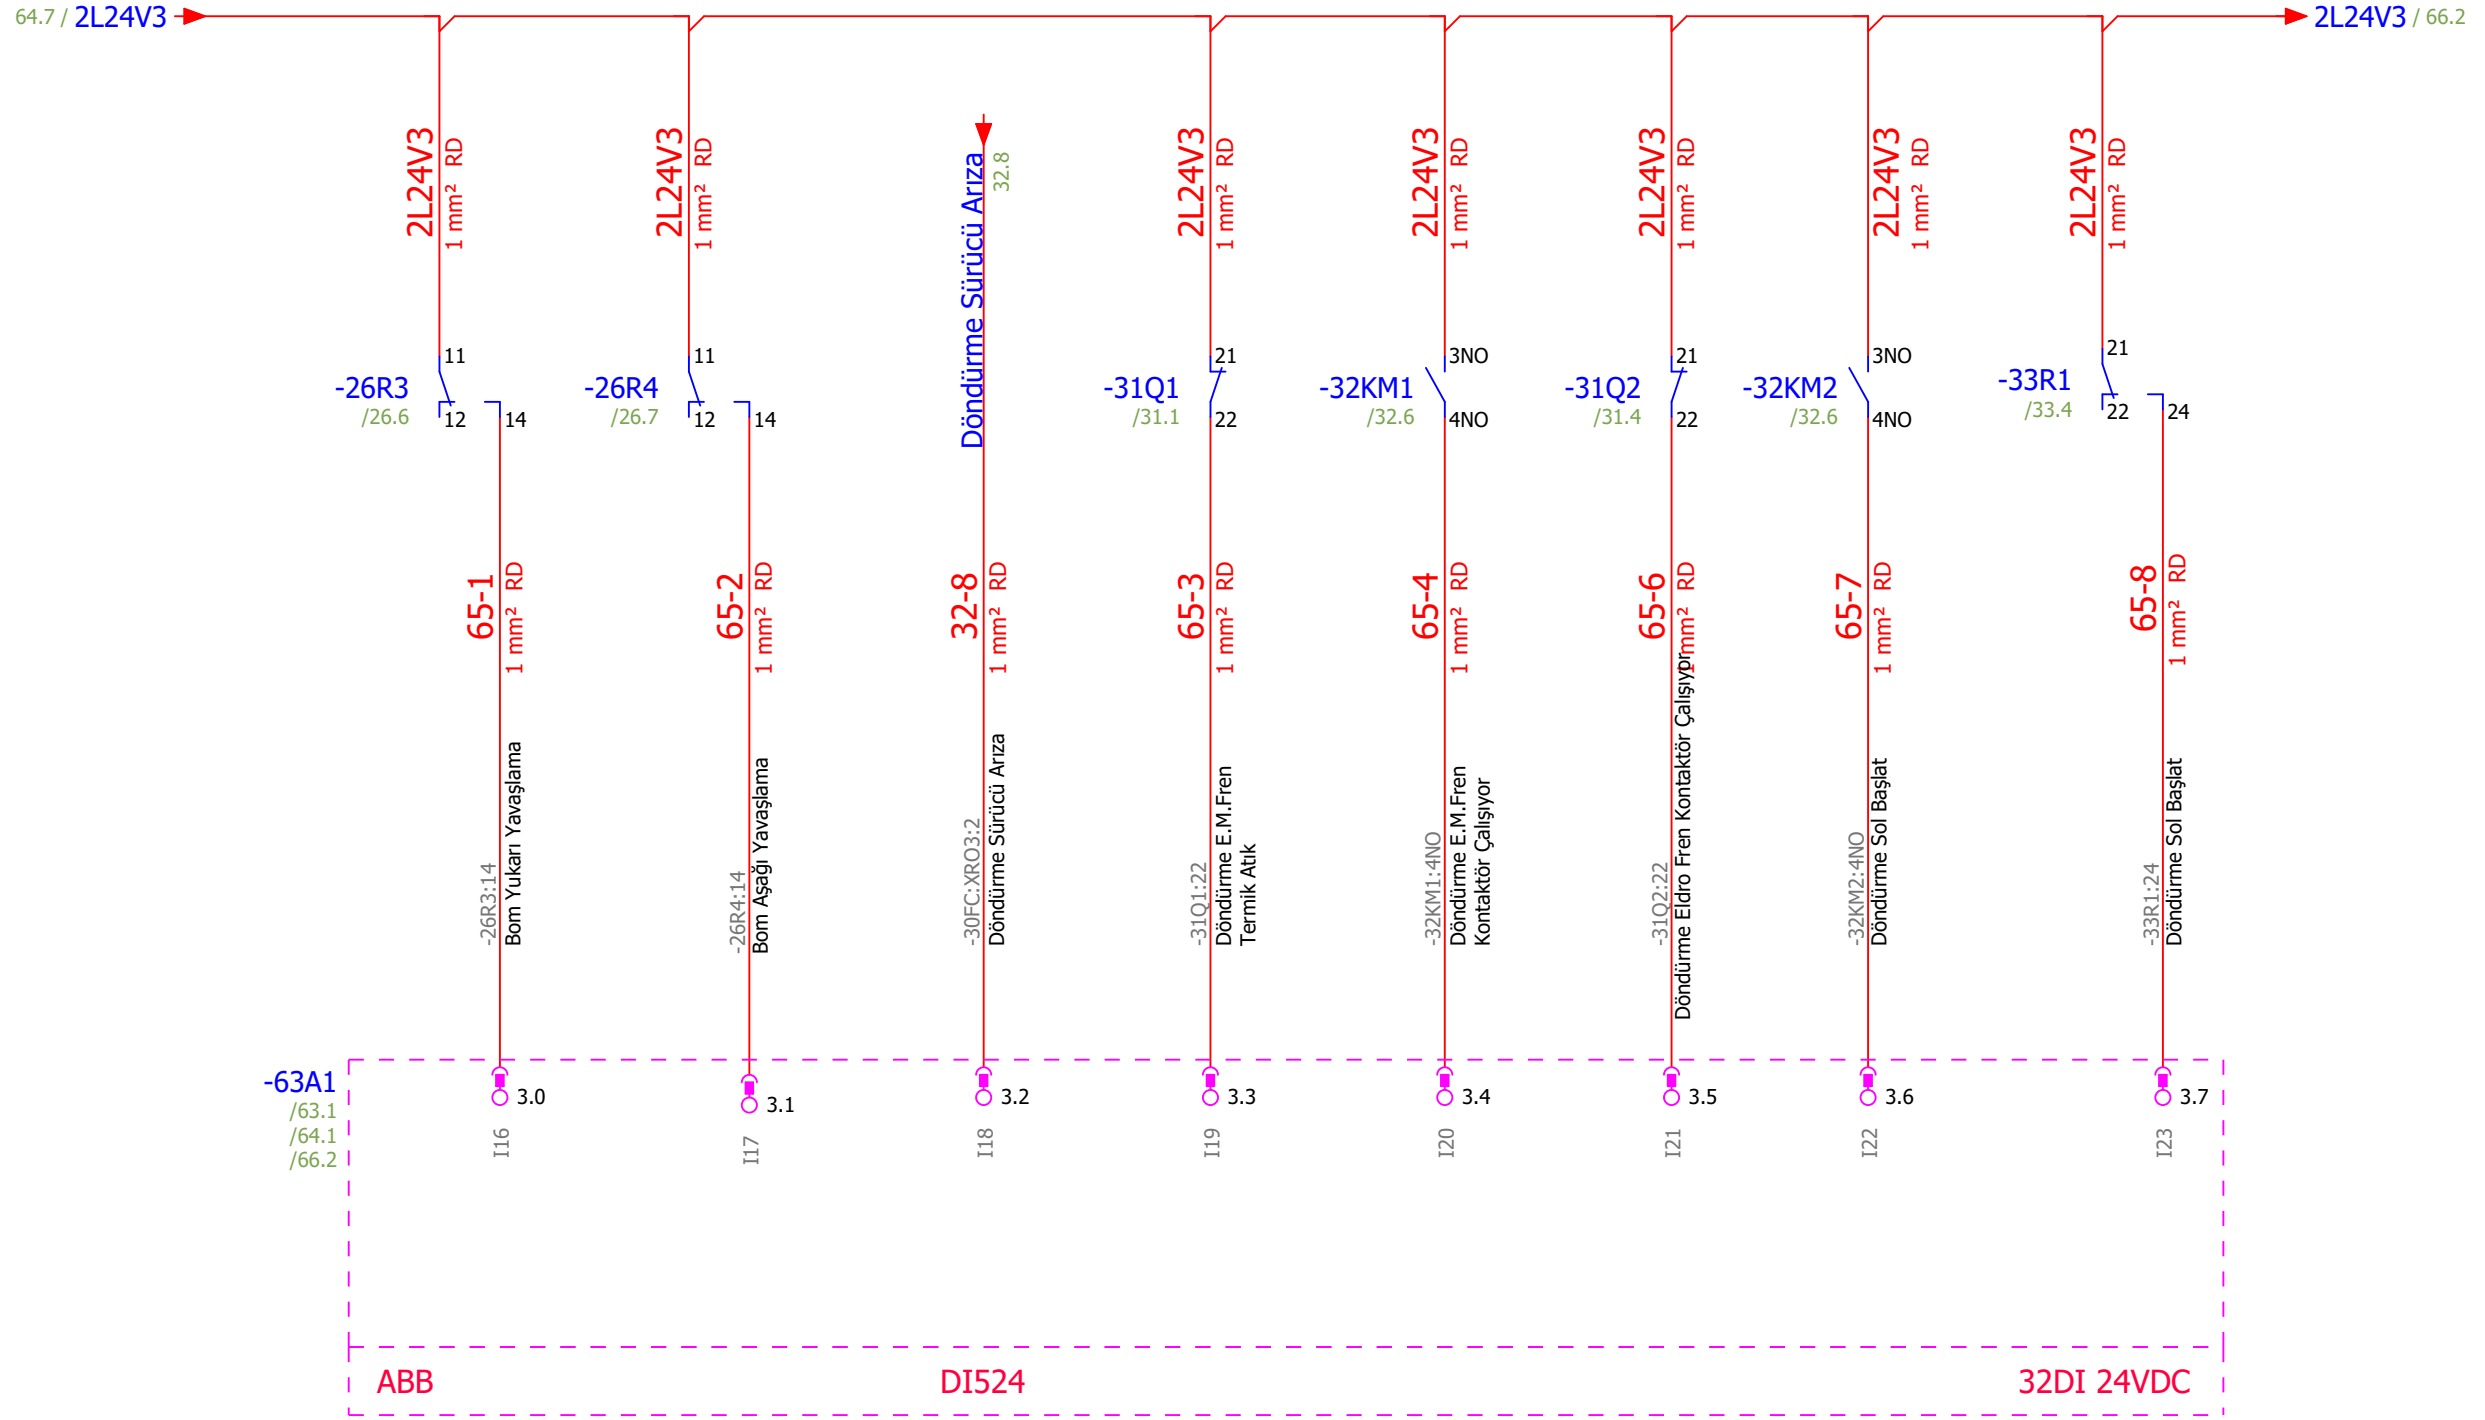 64.7 / 2L24V3
2L24V3 / 66.2
2L24V3
1 mm² RD
2L24V3
1 mm² RD
Döndürme Sürücü Arıza
32.8
2L24V3
1 mm² RD
2L24V3
1 mm² RD
2L24V3
1 mm² RD
2L24V3
1 mm² RD
2L24V3
1 mm² RD
-26R3
/26.6
11
12
14
-26R4
/26.7
11
12
14
-31Q1
/31.1
21
22
-32KM1
/32.6
3NO
4NO
-31Q2
/31.4
21
22
-32KM2
/32.6
3NO
4NO
-33R1
/33.4
21
22
24
65-1
1 mm² RD
65-2
1 mm² RD
32-8
1 mm² RD
65-3
1 mm² RD
65-4
1 mm² RD
65-6
1 mm² RD
65-7
1 mm² RD
65-8
1 mm² RD
-26R3:14
Bom Yukarı Yavaşlama
-26R4:14
Bom Aşağı Yavaşlama
-30FC:XRO3:2
Döndürme Sürücü Arıza
-31Q1:22
Döndürme E.M.Fren
Termik Atık
-32KM1:4NO
Döndürme E.M.Fren
Kontaktör Çalışıyor
-31Q2:22
Döndürme Eldro Fren Kontaktör Çalışıyor
-32KM2:4NO
Döndürme Sol Başlat
-33R1:24
Döndürme Sol Başlat
-63A1
/63.1
/64.1
/66.2
3.0
3.1
3.2
3.3
3.4
3.5
3.6
3.7
I16
I17
I18
I19
I20
I21
I22
I23
ABB
DI524
32DI 24VDC